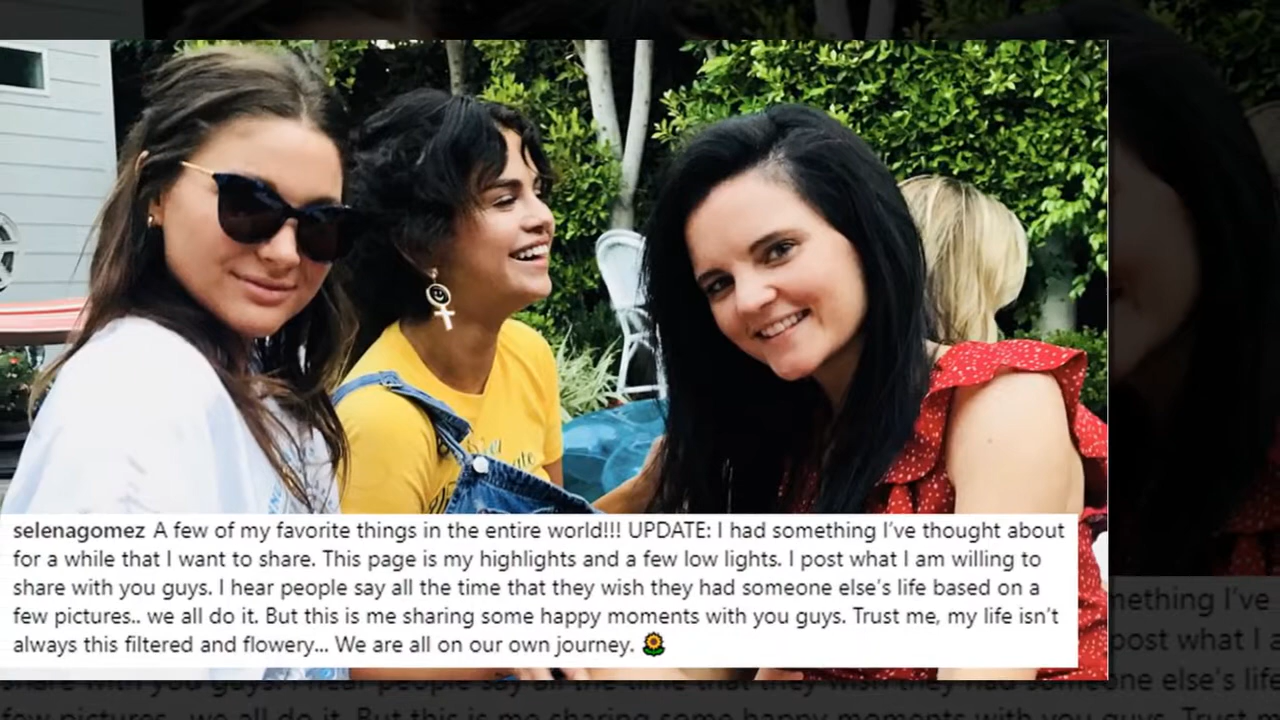 selenagomez A few of my favorite things in the entire world!!! UPDATE: I had something I've thought about
for a while that I want to share. This page is my highlights and a few low lights. I post what I am willing to
share with you guys. I hear people say all the time that they wish they had someone else's life based on a
few pictures.. we all do it. But this is me sharing some happy moments with you guys. Trust me, my life isn't
always this filtered and flowery... We are all on our own journey. 🌻